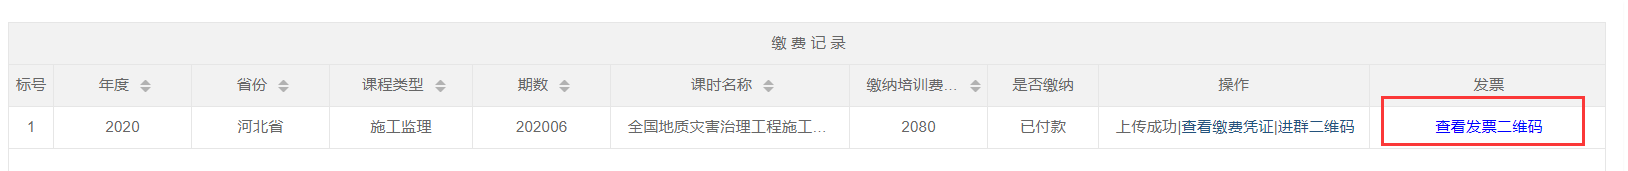 缴费记录
标号 年度 省份 课程类型 期数 课时名称 缴纳培训费... 是否缴纳 操作 发票
1 2020 河北省 施工监理 202006 全国地质灾害治理工程施工... 2080 已付款 上传成功|查看缴费凭证|进群二维码 查看发票二维码